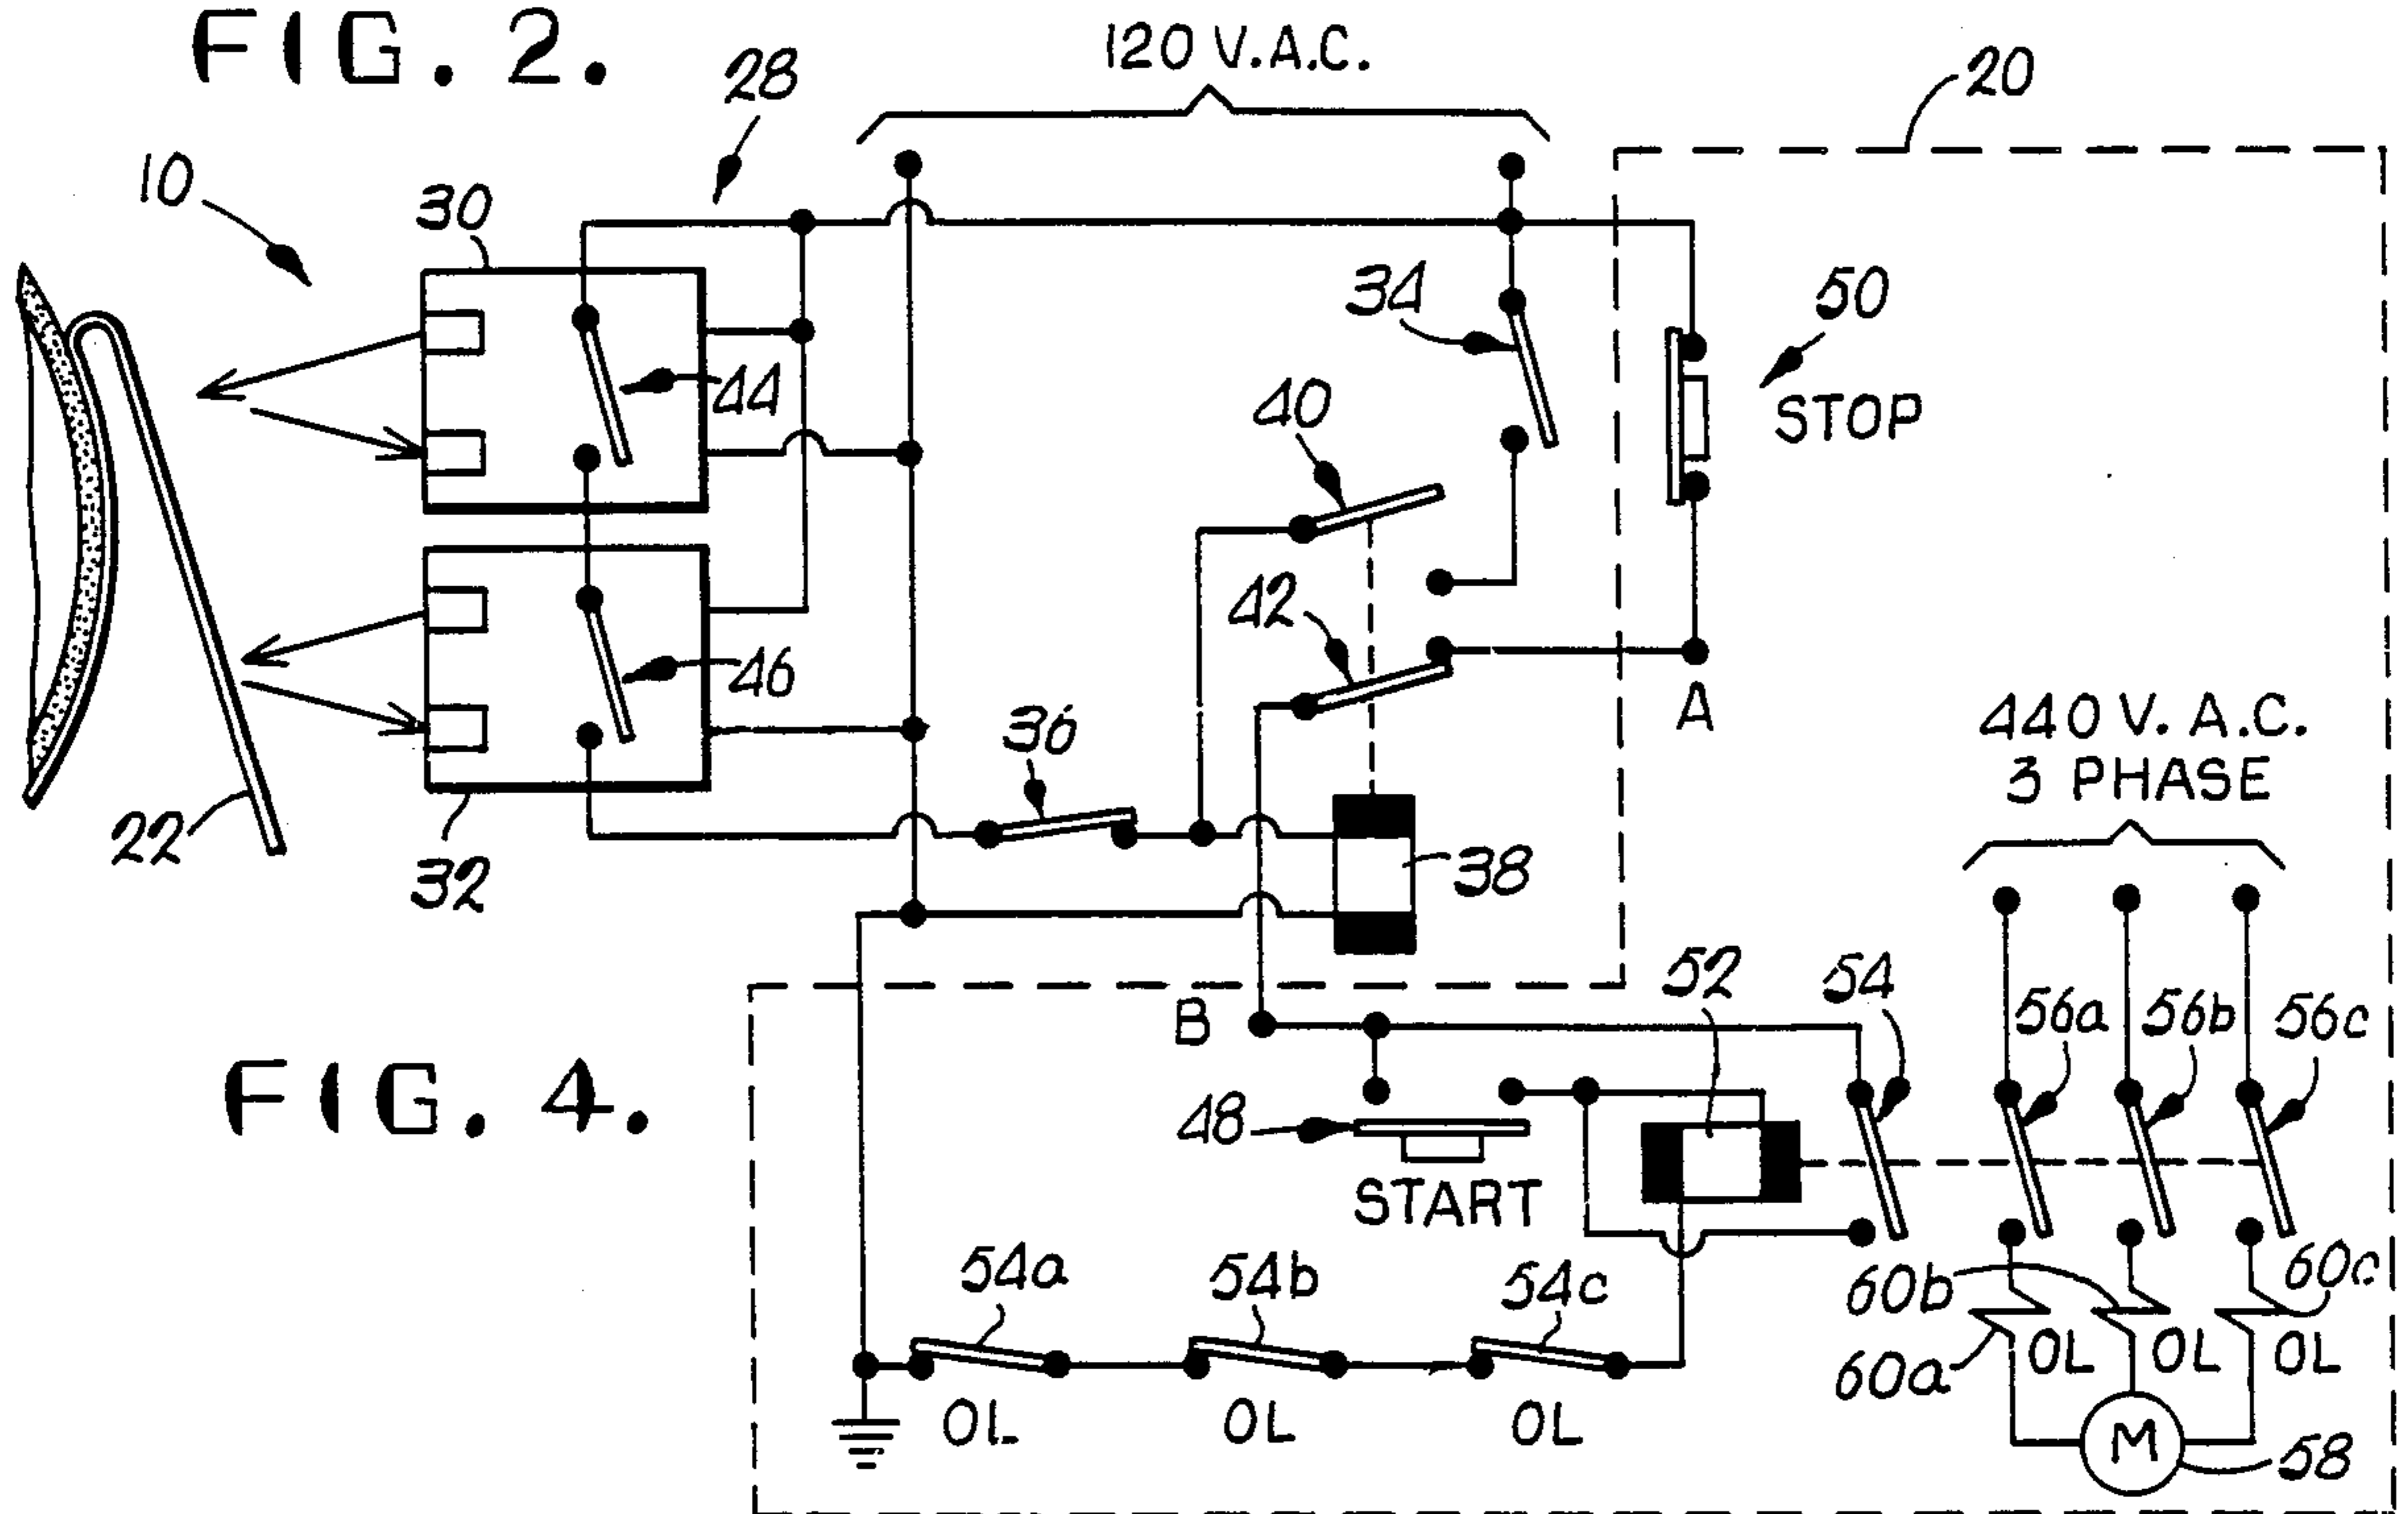 FIG. 2.
28
120 V.A.C.
20
10
30
34
50
STOP
44
40
42
46
A
36
440 V. A.C.
3 PHASE
22
32
38
52
54
56a
56b
56c
B
FIG. 4.
48
START
54a
54b
54c
60b
60c
60a
OL
OL
OL
OL
OL
OL
M
58